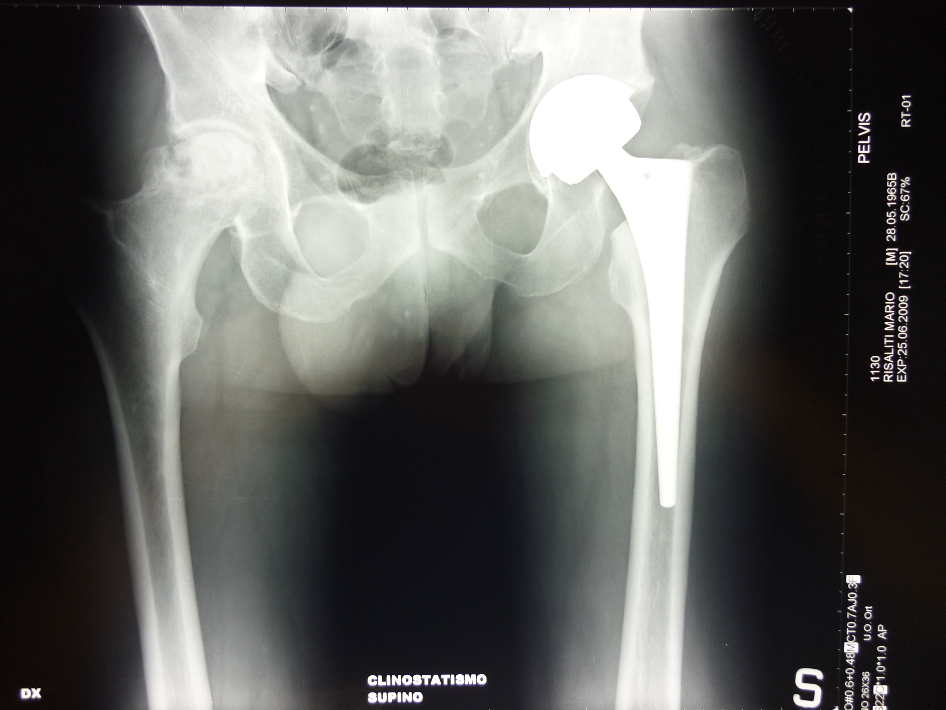 PELVIS
RT-01
1130
RISALITI MARIO [M] 28.05.1965B
EXP:25.06.2009 [17:20] SC:67%
U.O. Ort
AP
S
DX
CLINOSTATISMO
SUPINO